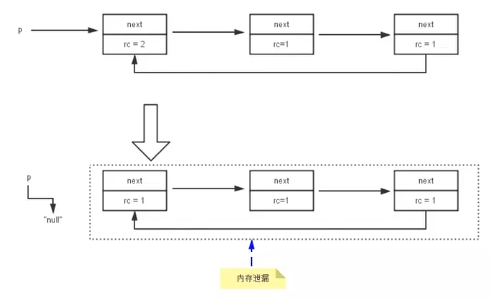 next
next
next
p
rc = 2
rc=1
rc = 1
next
next
next
p
rc = 1
rc=1
rc = 1
"null"
内存泄漏